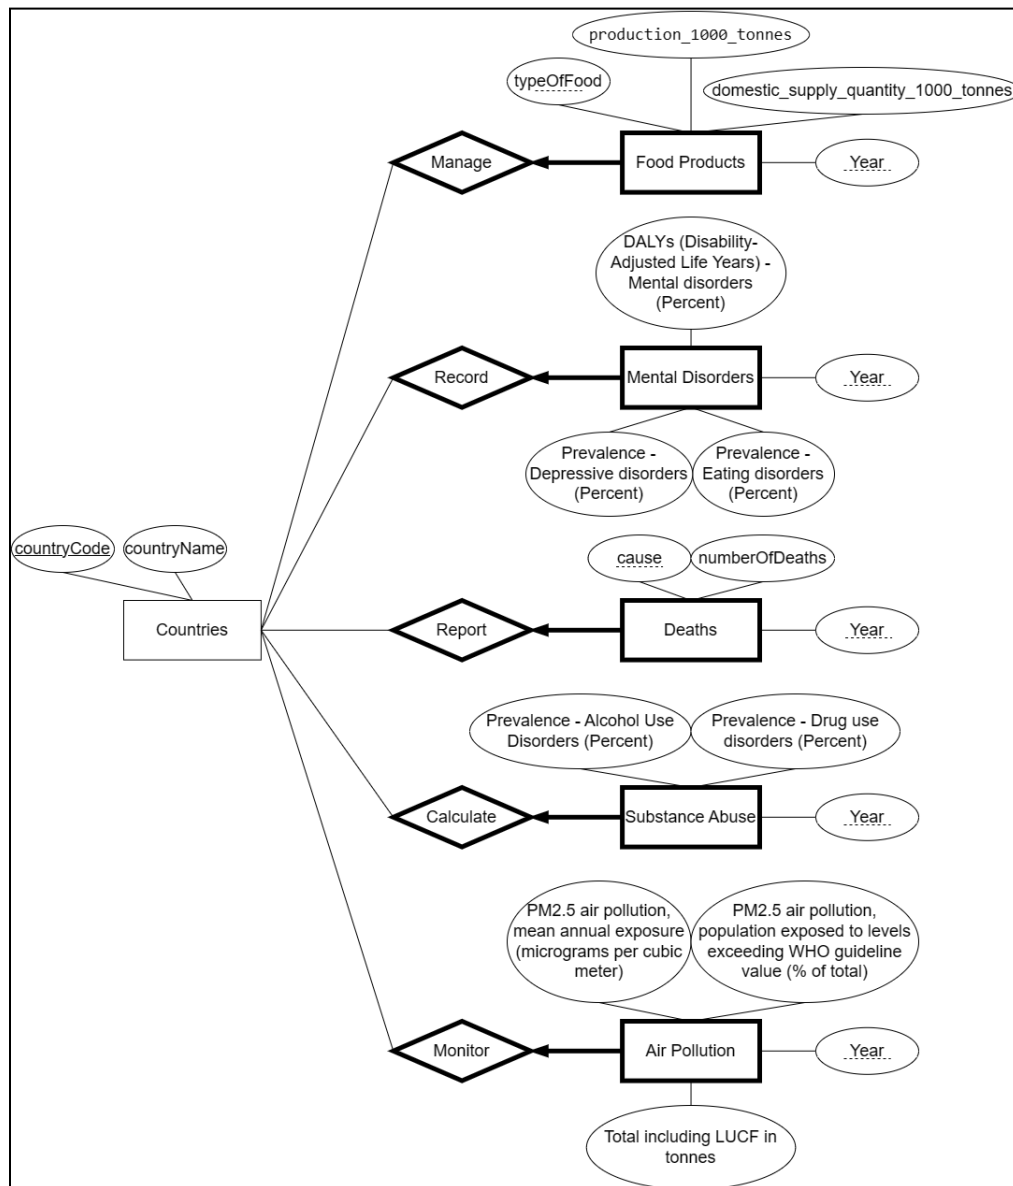 production_1000_tonnes
typeOfFood
domestic_supply_quantity_1000_tonnes
Manage
Food Products
Year
DALYs (Disability-
Adjusted Life Years) -
Mental disorders
(Percent)
Record
Mental Disorders
Year
Prevalence -
Depressive disorders
(Percent)
Prevalence -
Eating disorders
(Percent)
countryCode
countryName
cause
numberOfDeaths
Countries
Report
Deaths
Year
Prevalence - Alcohol Use
Disorders (Percent)
Prevalence - Drug use
disorders (Percent)
Calculate
Substance Abuse
Year
PM2.5 air pollution,
mean annual exposure
(micrograms per cubic
meter)
PM2.5 air pollution,
population exposed to levels
exceeding WHO guideline
value (% of total)
Monitor
Air Pollution
Year
Total including LUCF in
tonnes